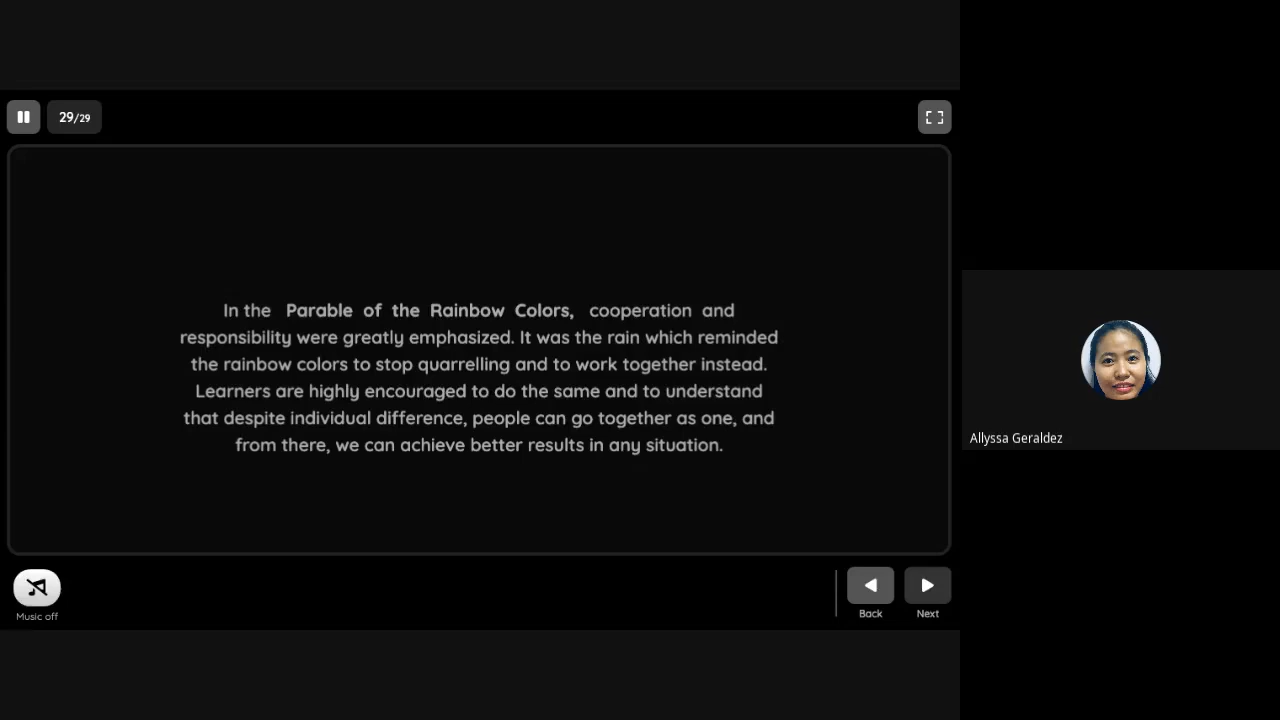 29/29
In the Parable of the Rainbow Colors, cooperation and
responsibility were greatly emphasized. It was the rain which reminded
the rainbow colors to stop quarrelling and to work together instead.
Learners are highly encouraged to do the same and to understand
that despite individual difference, people can go together as one, and
from there, we can achieve better results in any situation.
Allyssa Geraldez
Music off
Back
Next